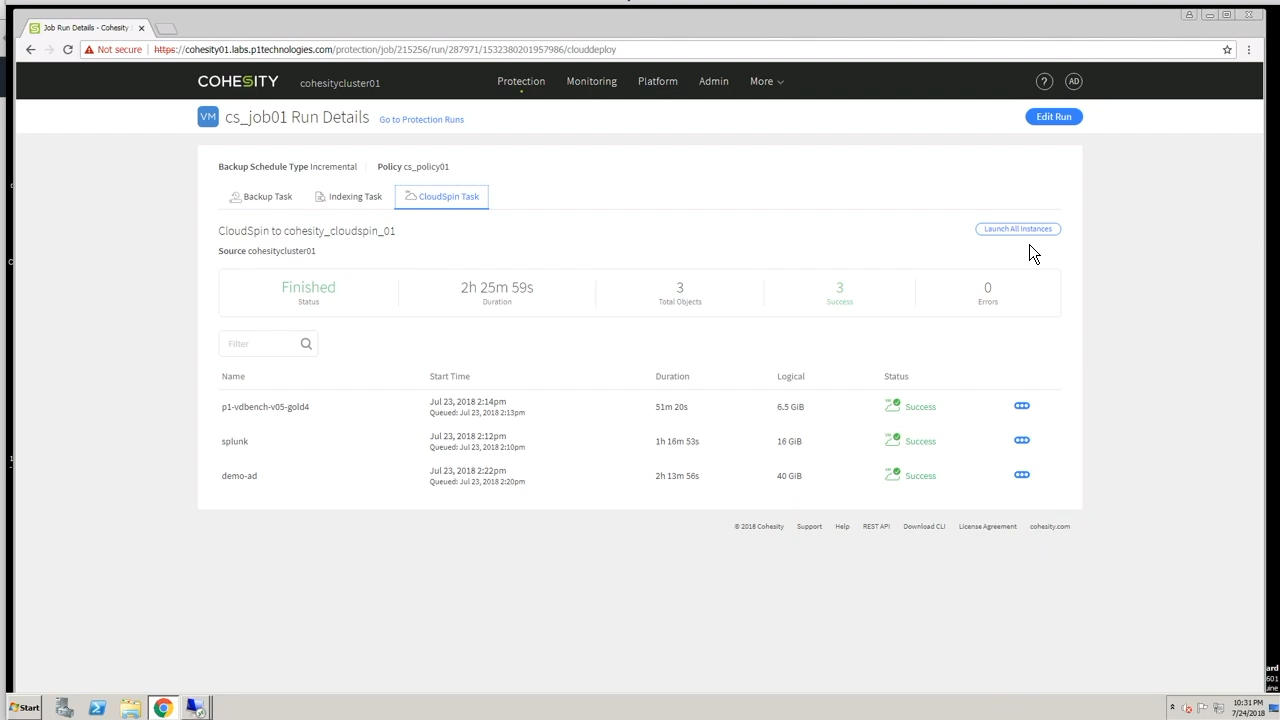 Job Run Details - Cohesity
Not secure https://cohesity01.labs.p1technologies.com/protection/job/215256/run/287971/1532380201957986/clouddeploy
COHESITY cohesitycluster01 Protection Monitoring Platform Admin More ? AD
VM cs_job01 Run Details Go to Protection Runs Edit Run
Backup Schedule Type Incremental Policy cs_policy01
Backup Task Indexing Task CloudSpin Task
CloudSpin to cohesity_cloudspin_01 Launch All Instances
Source cohesitycluster01
Finished 2h 25m 59s 3 3 0
Status Duration Total Objects Success Errors
Filter
Name Start Time Duration Logical Status
p1-vdbench-v05-gold4 Jul 23, 2018 2:14pm 51m 20s 6.5 GiB Success
Queued: Jul 23, 2018 2:13pm
splunk Jul 23, 2018 2:12pm 1h 16m 53s 16 GiB Success
Queued: Jul 23, 2018 2:10pm
demo-ad Jul 23, 2018 2:22pm 2h 13m 56s 40 GiB Success
Queued: Jul 23, 2018 2:20pm
© 2018 Cohesity Support Help REST API Download CLI License Agreement cohesity.com
Start 10:31 PM
7/24/2018